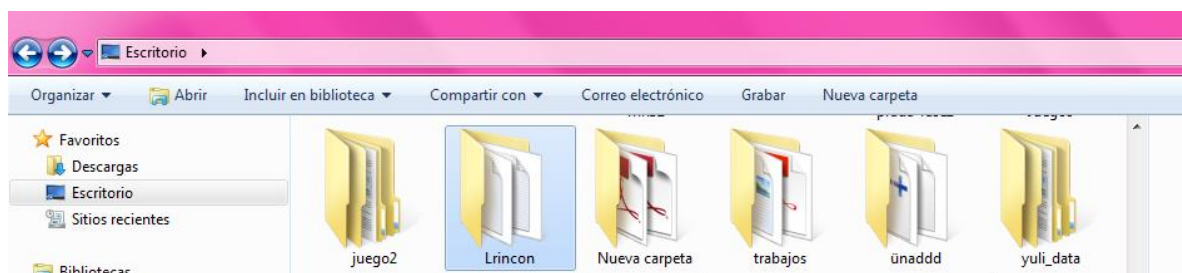 Escritorio
Organizar Abrir Incluir en biblioteca Compartir con Correo electrónico Grabar Nueva carpeta
Favoritos
Descargas
Escritorio
Sitios recientes
Bibliotecas
juego2 Lrincon Nueva carpeta trabajos ünaddd yuli_data